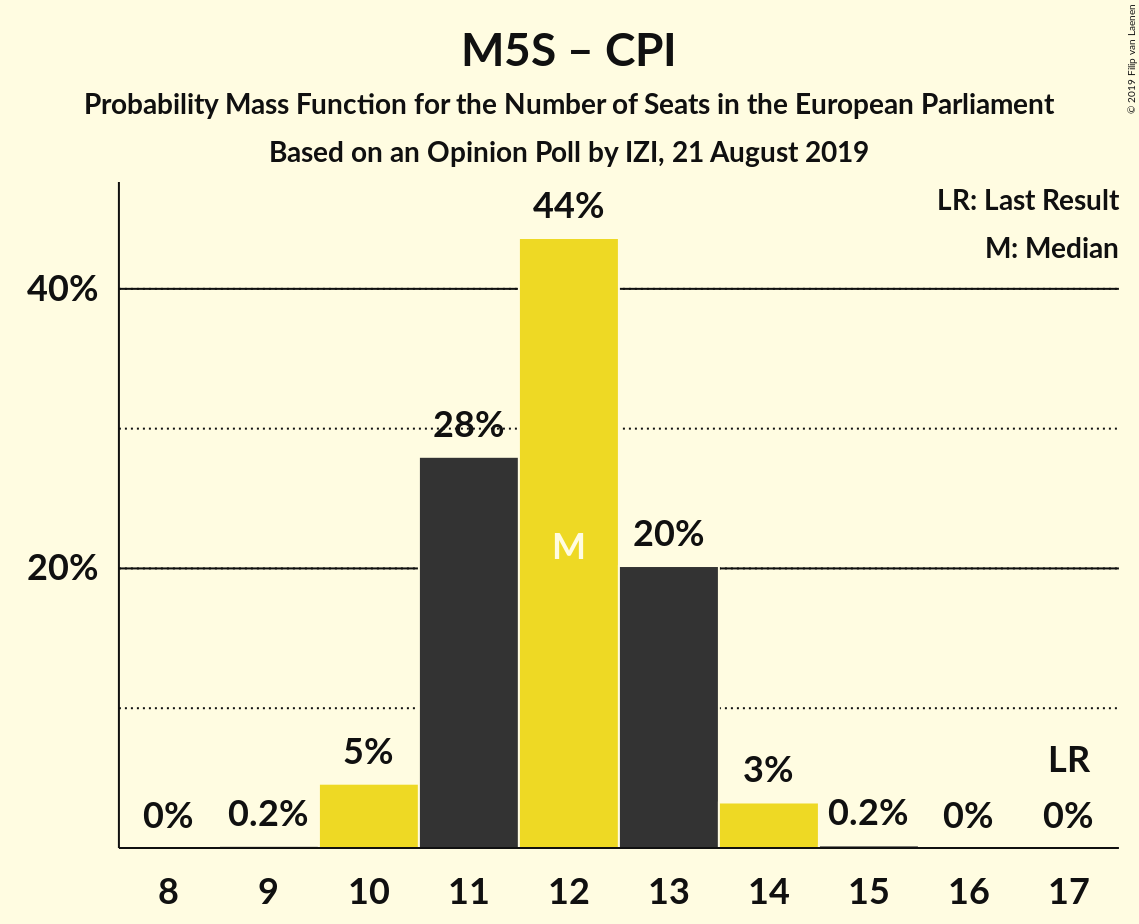 M5S – CPI
Probability Mass Function for the Number of Seats in the European Parliament
Based on an Opinion Poll by IZI, 21 August 2019
© 2019 Filip van Laenen
LR: Last Result
M: Median
40%
20%
0%
0.2%
5%
28%
44%
M
20%
3%
0.2%
0%
LR
0%
8 9 10 11 12 13 14 15 16 17